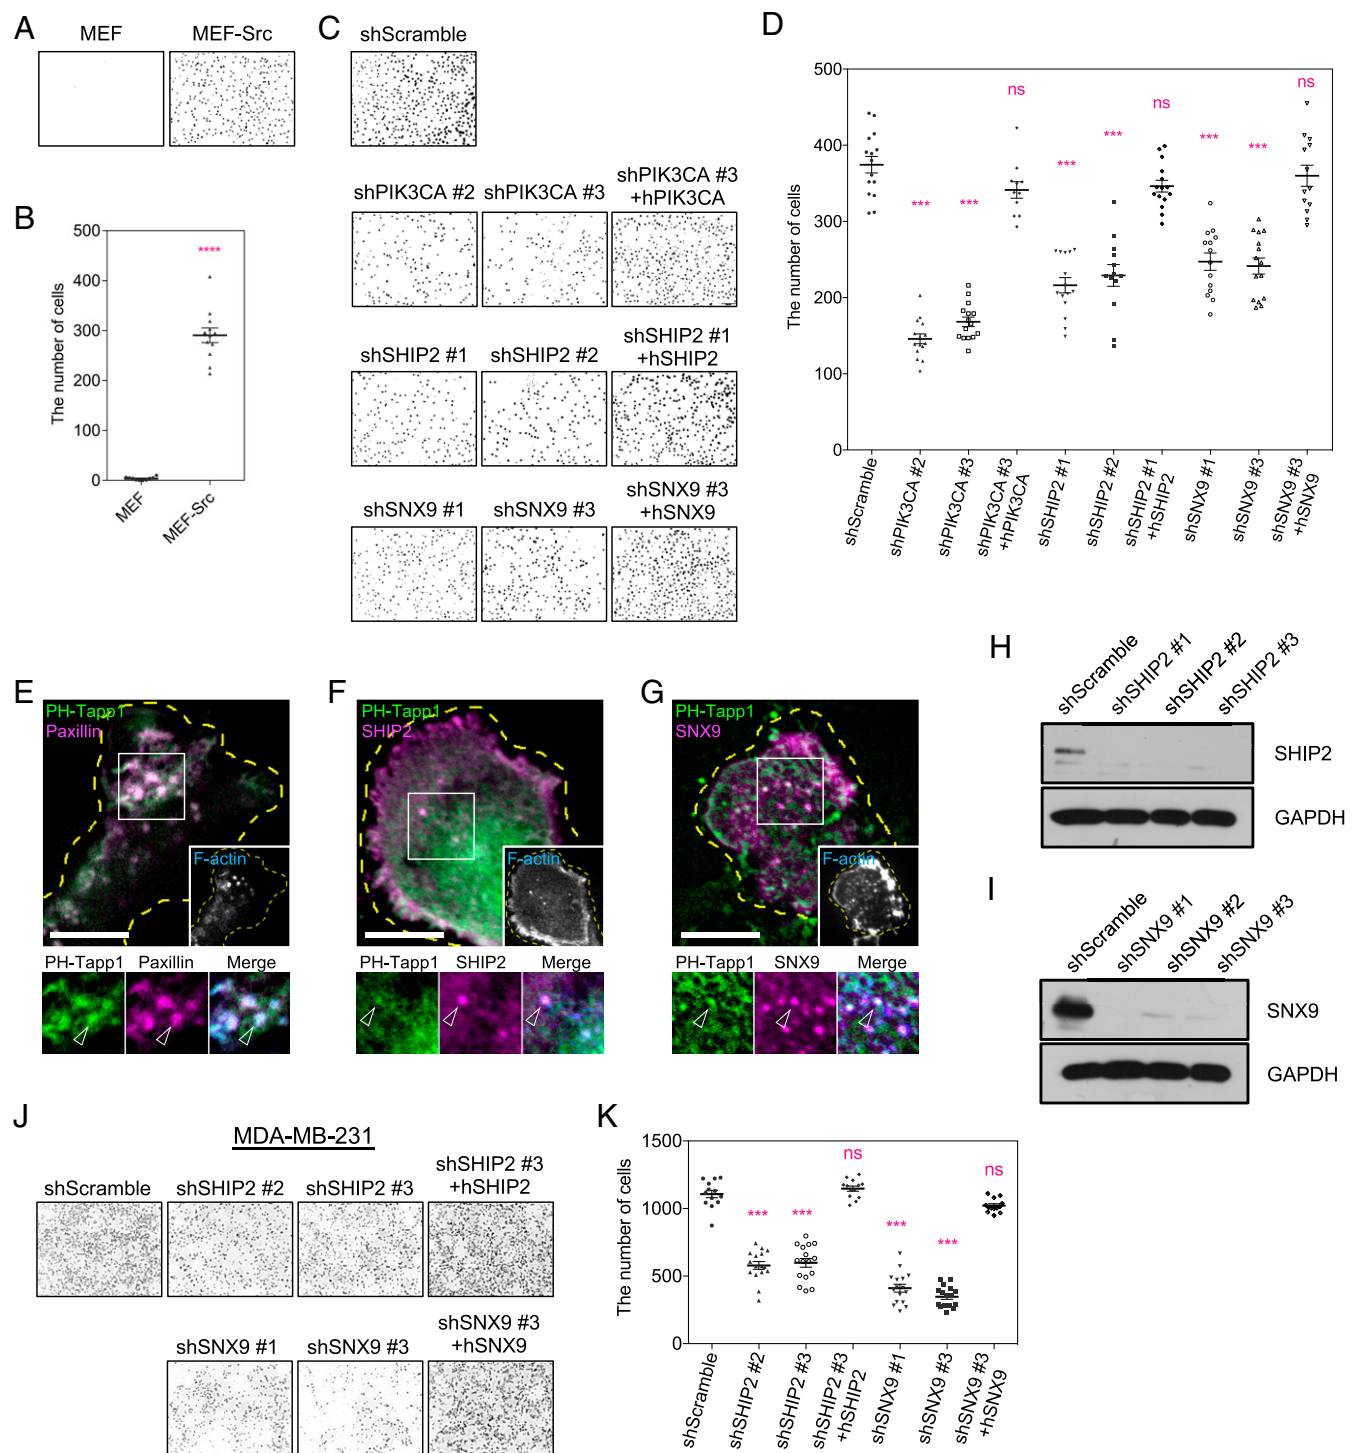 A
MEF
MEF-Src
B
500
400
300
200
100
0
The number of cells
****
MEF
MEF-Src
C
shScramble
shPIK3CA #2
shPIK3CA #3
shPIK3CA #3
+hPIK3CA
shSHIP2 #1
shSHIP2 #2
shSHIP2 #1
+hSHIP2
shSNX9 #1
shSNX9 #3
shSNX9 #3
+hSNX9
D
500
400
300
200
100
0
The number of cells
***
***
ns
***
***
ns
***
***
ns
shScramble
shPIK3CA #2
shPIK3CA #3
shPIK3CA #3
+hPIK3CA
shSHIP2 #1
shSHIP2 #2
shSHIP2 #1
+hSHIP2
shSNX9 #1
shSNX9 #3
shSNX9 #3
+hSNX9
E
PH-Tapp1
Paxillin
F-actin
PH-Tapp1
Paxillin
Merge
F
PH-Tapp1
SHIP2
F-actin
PH-Tapp1
SHIP2
Merge
G
PH-Tapp1
SNX9
F-actin
PH-Tapp1
SNX9
Merge
H
shScramble
shSHIP2 #1
shSHIP2 #2
shSHIP2 #3
SHIP2
GAPDH
I
shScramble
shSNX9 #1
shSNX9 #2
shSNX9 #3
SNX9
GAPDH
J
MDA-MB-231
shScramble
shSHIP2 #2
shSHIP2 #3
shSHIP2 #3
+hSHIP2
shSNX9 #1
shSNX9 #3
shSNX9 #3
+hSNX9
K
1500
1000
500
0
The number of cells
***
***
ns
***
***
ns
shScramble
shSHIP2 #2
shSHIP2 #3
shSHIP2 #3
+hSHIP2
shSNX9 #1
shSNX9 #3
shSNX9 #3
+hSNX9